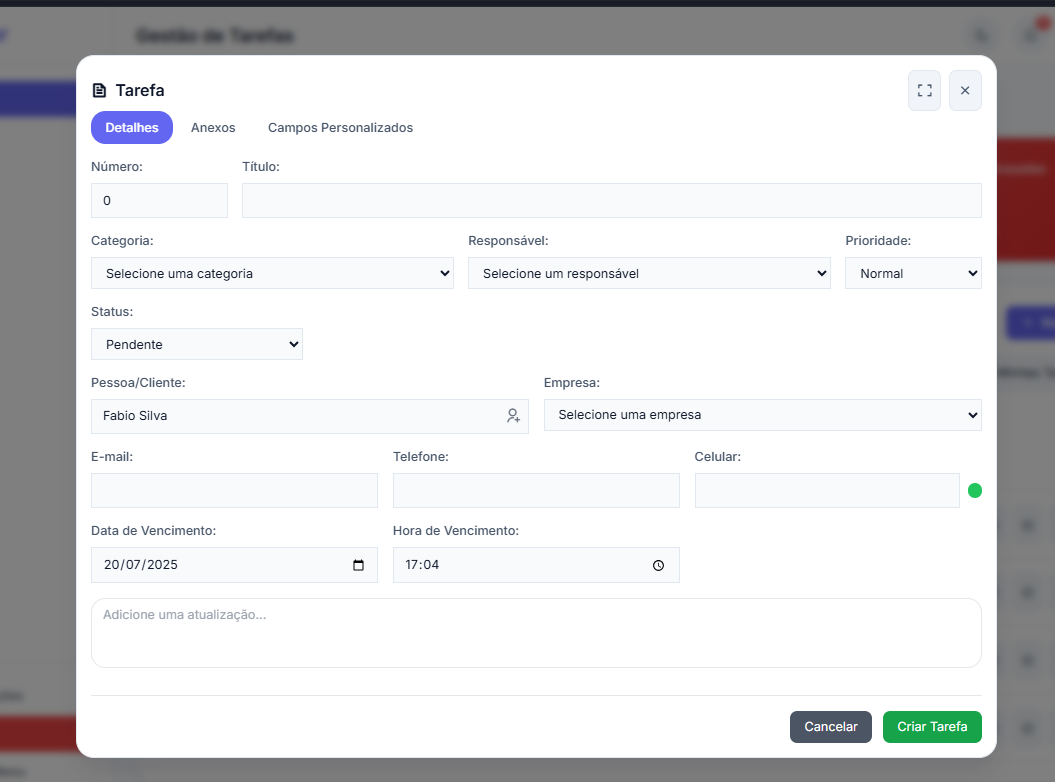 Gestão de Tarefas
Tarefa
Detalhes Anexos Campos Personalizados
Número: Título:
0
Categoria: Responsável: Prioridade:
Selecione uma categoria Selecione um responsável Normal
Status:
Pendente
Pessoa/Cliente: Empresa:
Fabio Silva Selecione uma empresa
E-mail: Telefone: Celular:
Data de Vencimento: Hora de Vencimento:
20/07/2025 17:04
Adicione uma atualização...
Cancelar Criar Tarefa